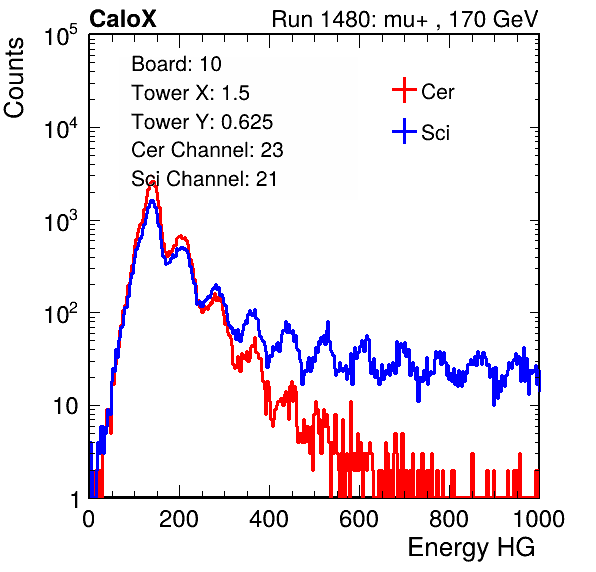 CaloX Run 1480: mu+ , 170 GeV
Counts
Board: 10
Tower X: 1.5
Tower Y: 0.625
Cer Channel: 23
Sci Channel: 21
Cer
Sci
10^5
10^4
10^3
10^2
10
1
0 200 400 600 800 1000
Energy HG